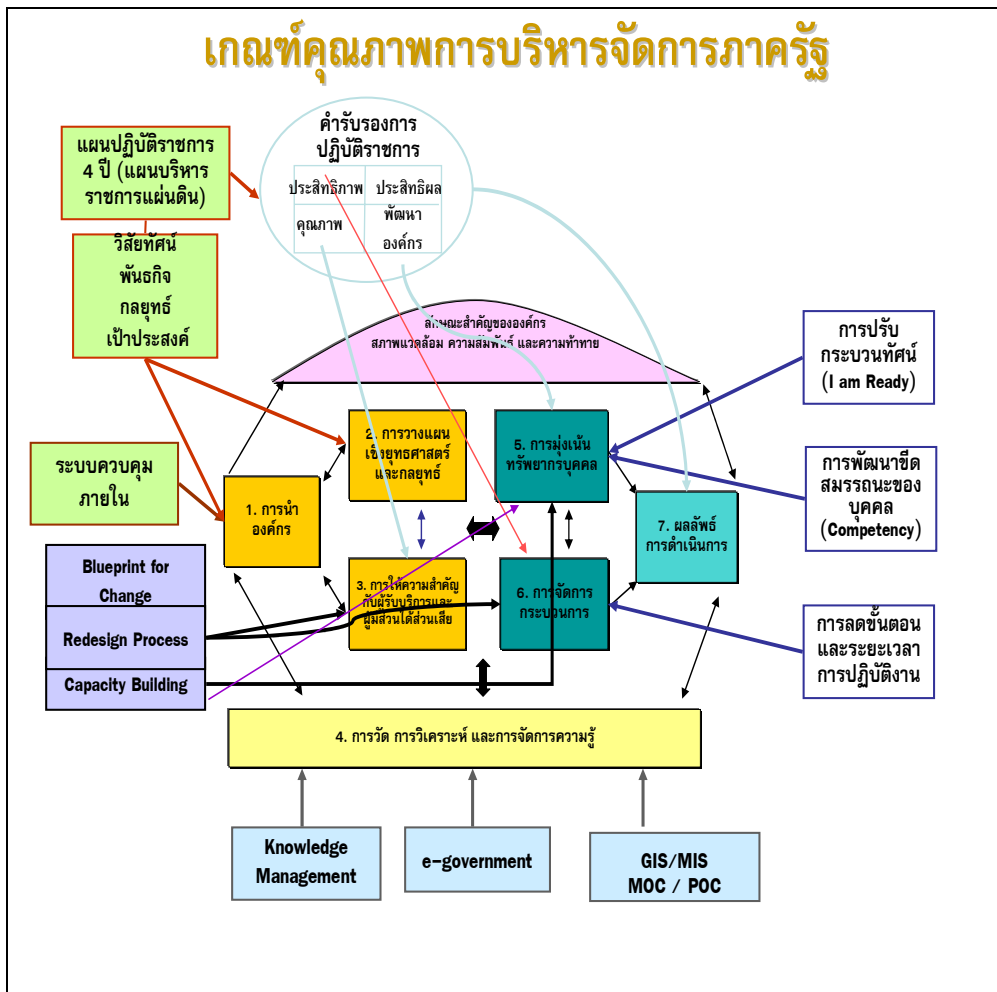 เกณฑ์คุณภาพการบริหารจัดการภาครัฐ
คำรับรองการ
ปฏิบัติราชการ
ประสิทธิภาพ
ประสิทธิผล
คุณภาพ
พัฒนา
องค์กร
แผนปฏิบัติราชการ
4 ปี (แผนบริหาร
ราชการแผ่นดิน)
วิสัยทัศน์
พันธกิจ
กลยุทธ์
เป้าประสงค์
ลักษณะสำคัญขององค์กร
สภาพแวดล้อม ความสัมพันธ์ และความท้าทาย
การปรับ
กระบวนทัศน์
(I am Ready)
ระบบควบคุม
ภายใน
1. การนำ
องค์กร
2. การวางแผน
เชิงยุทธศาสตร์
และกลยุทธ์
5. การมุ่งเน้น
ทรัพยากรบุคคล
การพัฒนาขีด
สมรรถนะของ
บุคคล
(Competency)
7. ผลลัพธ์
การดำเนินการ
Blueprint for
Change
Redesign Process
Capacity Building
3. การให้ความสำคัญ
กับผู้รับบริการและ
ผู้มีส่วนได้ส่วนเสีย
6. การจัดการ
กระบวนการ
การลดขั้นตอน
และระยะเวลา
การปฏิบัติงาน
4. การวัด การวิเคราะห์ และการจัดการความรู้
Knowledge
Management
e-government
GIS/MIS
MOC / POC